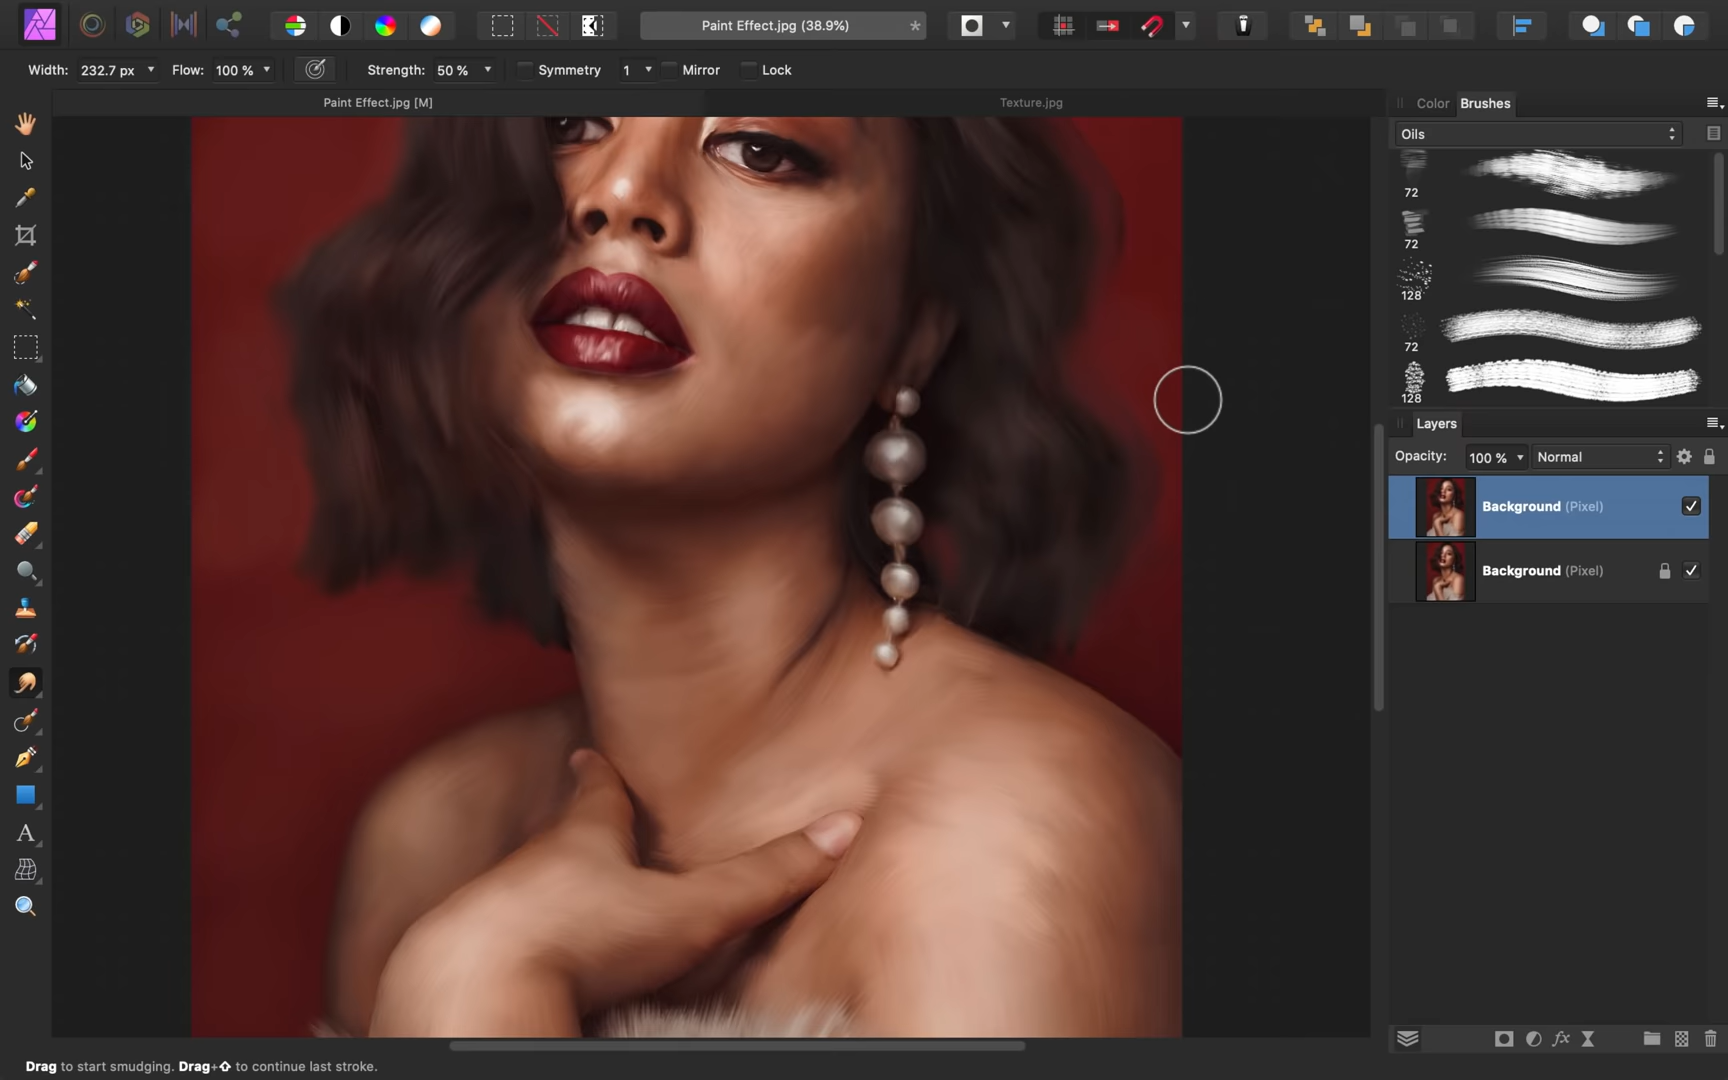 Paint Effect.jpg (38.9%)
*
Width: 232.7 px Flow: 100 % Strength: 50 % Symmetry 1 Mirror Lock
Paint Effect.jpg [M] Texture.jpg
Color Brushes
Oils
72
72
128
72
128
Layers
Opacity: 100 % Normal
Background (Pixel)
Background (Pixel)
A
fx
Drag to start smudging. Drag+⇧ to continue last stroke.